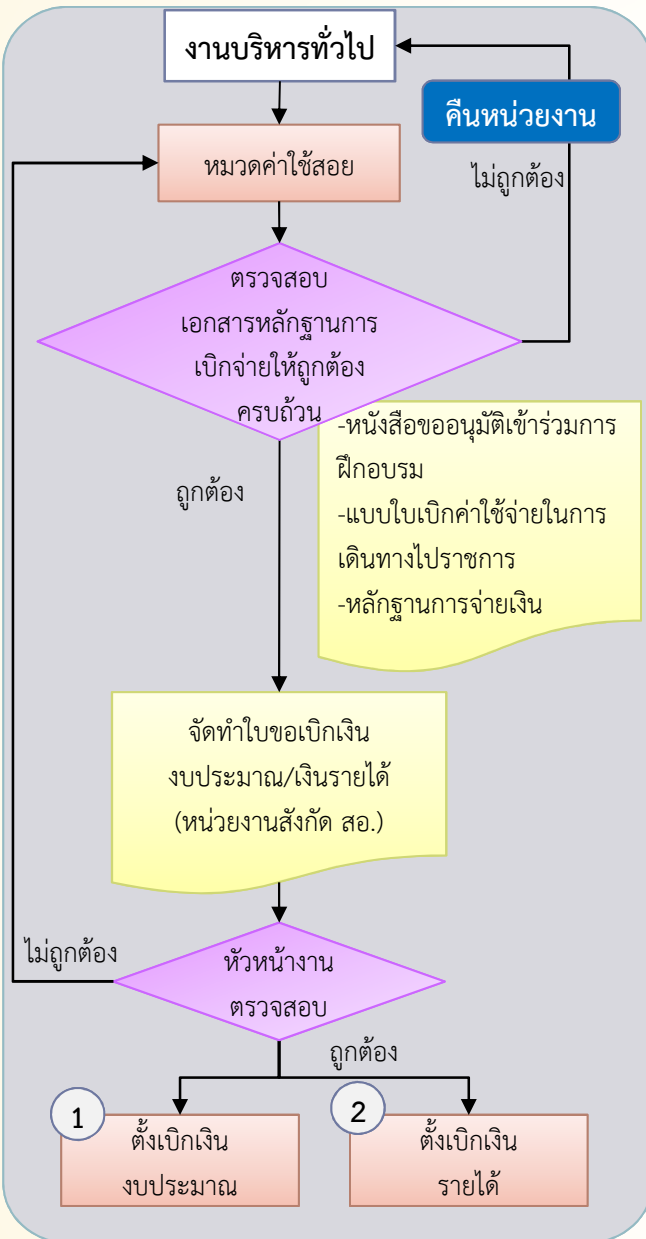 งานบริหารทั่วไป
คืนหน่วยงาน
หมวดค่าใช้สอย
ไม่ถูกต้อง
ตรวจสอบ
เอกสารหลักฐานการ
เบิกจ่ายให้ถูกต้อง
ครบถ้วน
-หนังสือขออนุมัติเข้าร่วมการ
ฝึกอบรม
-แบบใบเบิกค่าใช้จ่ายในการ
เดินทางไปราชการ
-หลักฐานการจ่ายเงิน
ถูกต้อง
จัดทำใบขอเบิกเงิน
งบประมาณ/เงินรายได้
(หน่วยงานสังกัด สอ.)
ไม่ถูกต้อง
หัวหน้างาน
ตรวจสอบ
ถูกต้อง
1
ตั้งเบิกเงิน
งบประมาณ
2
ตั้งเบิกเงิน
รายได้